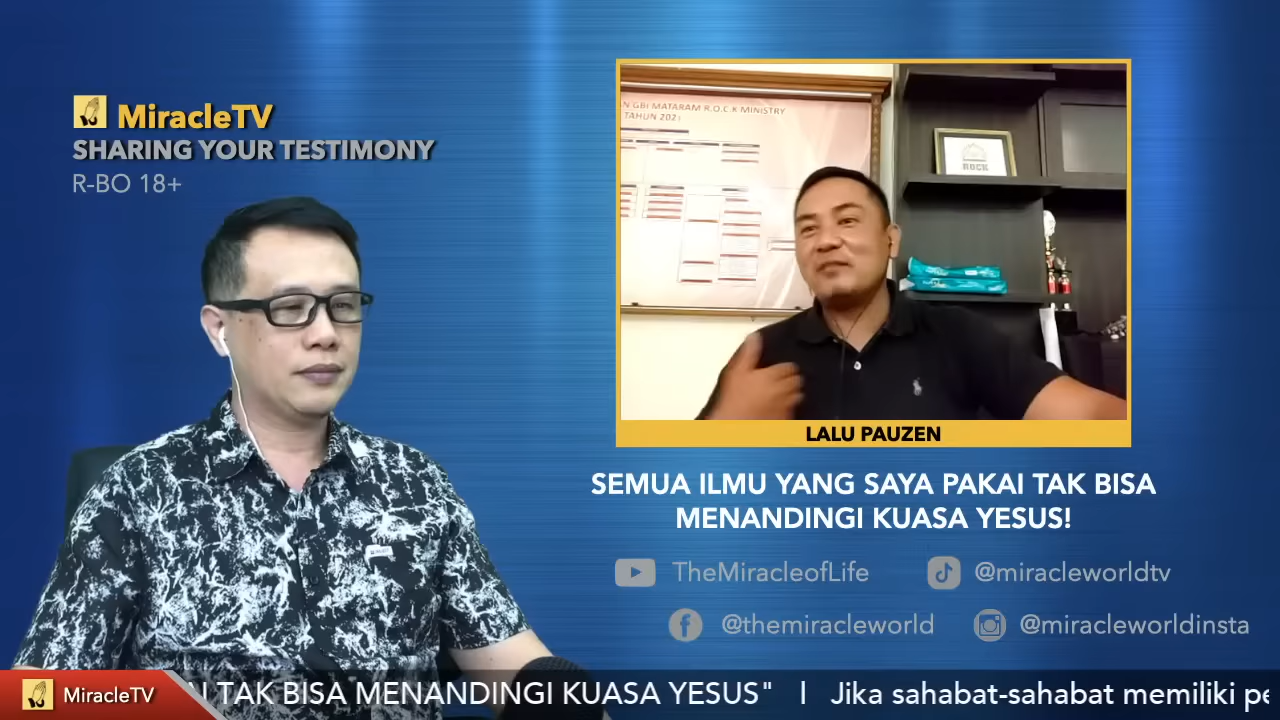 MiracleTV
SHARING YOUR TESTIMONY
R-BO 18+
N GBI MATARAM R.O.C.K MINISTRY
TAHUN 2021
ROCK
LALU PAUZEN
SEMUA ILMU YANG SAYA PAKAI TAK BISA
MENANDINGI KUASA YESUS!
TheMiracleofLife
@miracleworldtv
@themiracleworld
@miracleworldinsta
MiracleTV
AI TAK BISA MENANDINGI KUASA YESUS" | Jika sahabat-sahabat memiliki pe